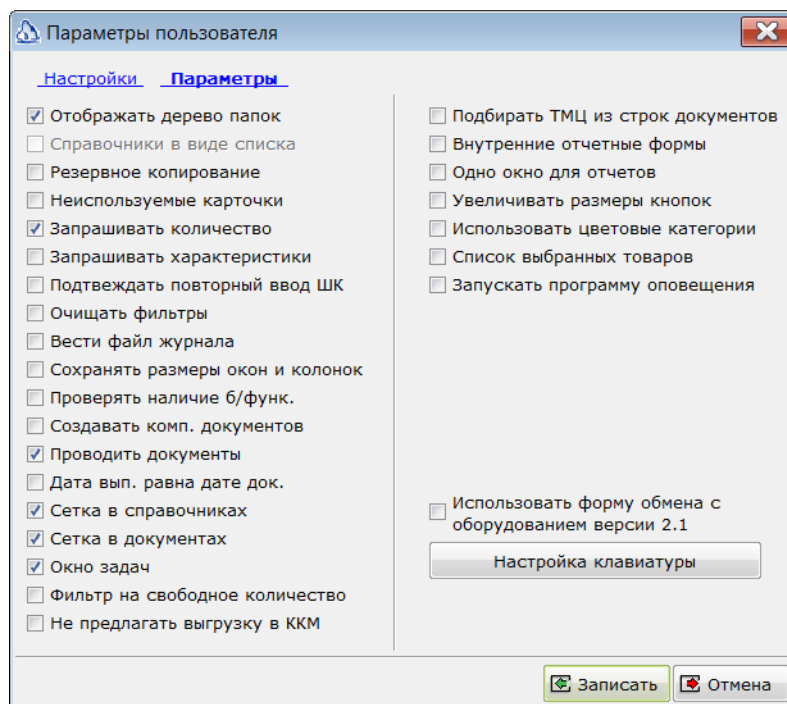 Параметры пользователя
Настройки Параметры
Отображать дерево папок
Справочники в виде списка
Резервное копирование
Неиспользуемые карточки
Запрашивать количество
Запрашивать характеристики
Подтвеждать повторный ввод ШК
Очищать фильтры
Вести файл журнала
Сохранять размеры окон и колонок
Проверять наличие б/функ.
Создавать комп. документов
Проводить документы
Дата вып. равна дате док.
Сетка в справочниках
Сетка в документах
Окно задач
Фильтр на свободное количество
Не предлагать выгрузку в ККМ
Подбирать ТМЦ из строк документов
Внутренние отчетные формы
Одно окно для отчетов
Увеличивать размеры кнопок
Использовать цветовые категории
Список выбранных товаров
Запускать программу оповещения
Использовать форму обмена с
оборудованием версии 2.1
Настройка клавиатуры
Записать Отмена